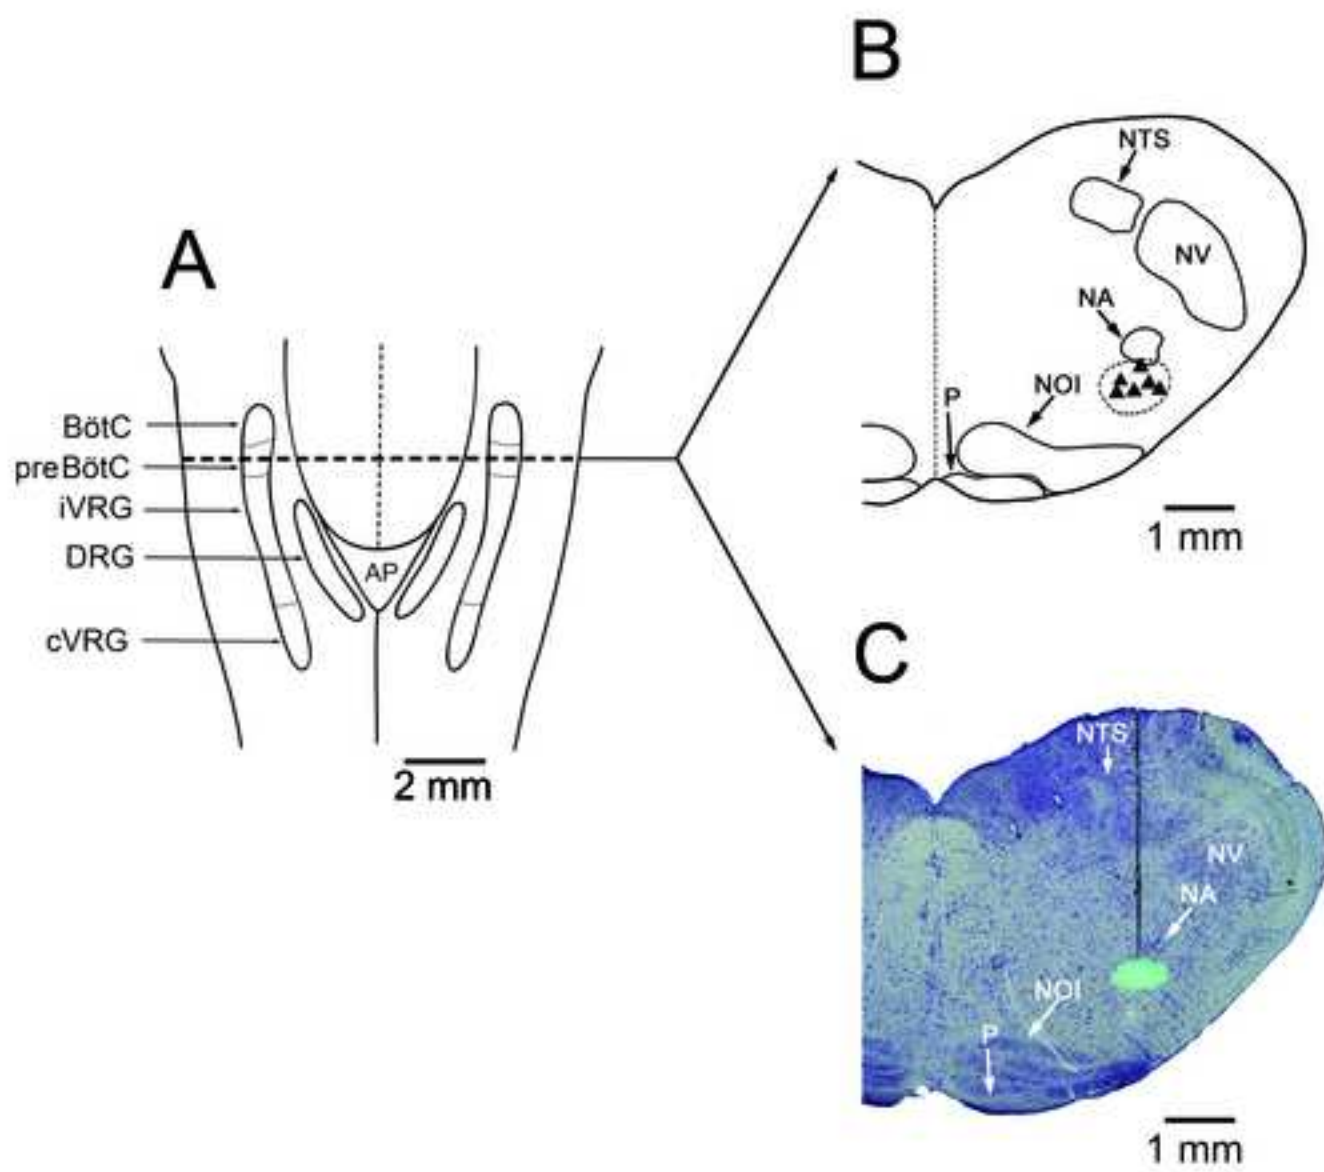 A
BötC
preBötC
iVRG
DRG
cVRG
AP
2 mm
B
NTS
NV
NA
NOI
P
1 mm
C
NTS
NV
NA
NOI
P
1 mm